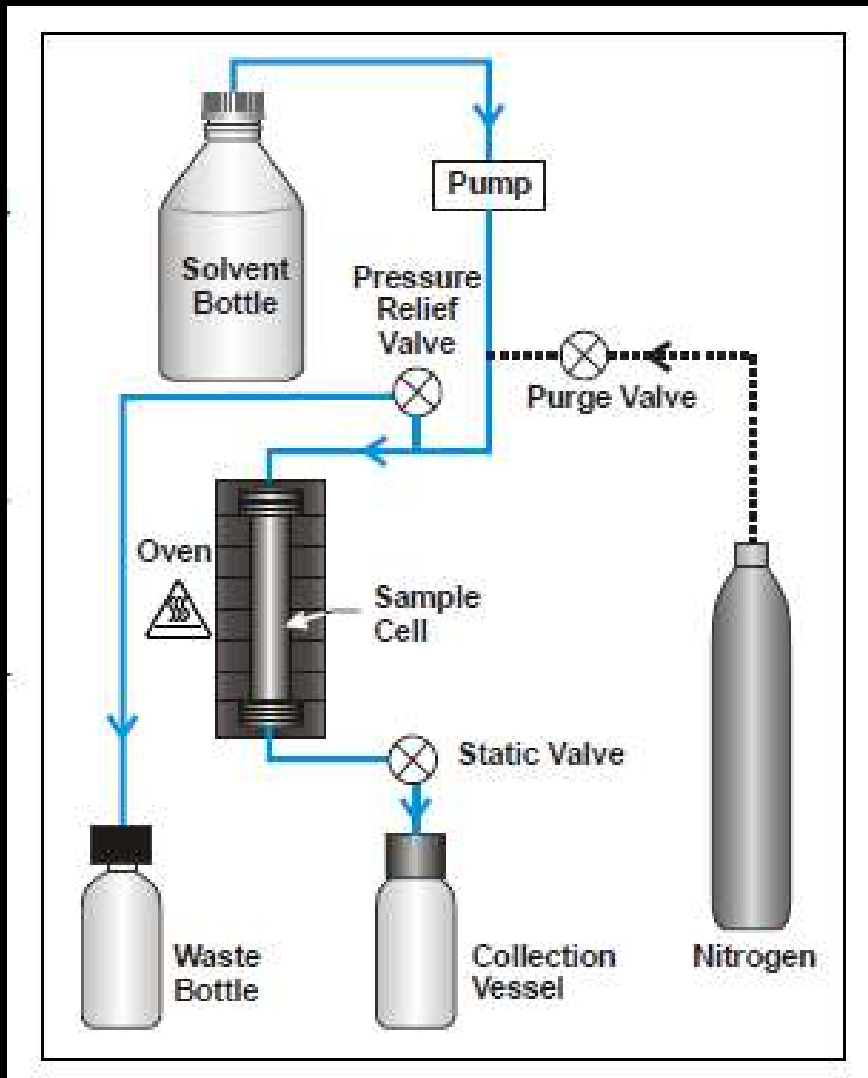 Pump
Solvent
Bottle
Pressure
Relief
Valve
Purge Valve
Oven
Sample
Cell
Static Valve
Waste
Bottle
Collection
Vessel
Nitrogen